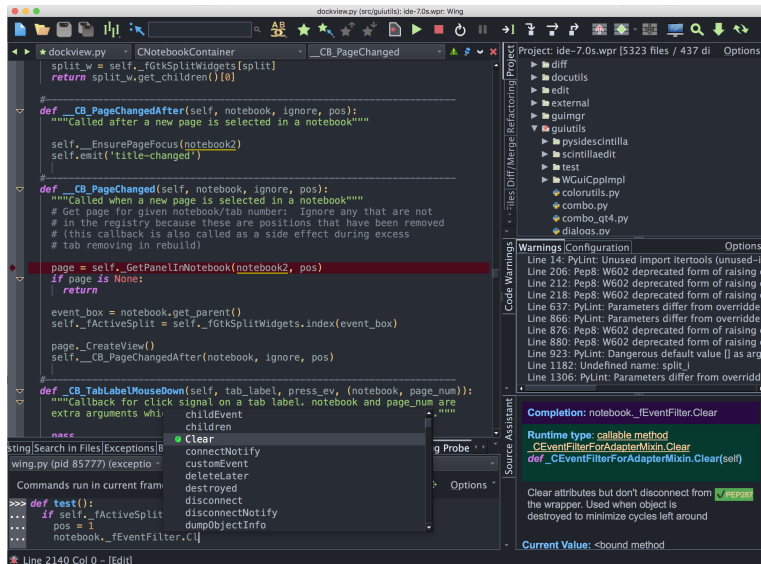 dockview.py (src/guiutils): ide-7.0s.wpr: Wing
dockview.py
CNotebookContainer
__CB_PageChanged
split_w = self._fGtkSplitWidgets[split]
return split_w.get_children()[0]
#----------------------------------------------------------------------
def __CB_PageChangedAfter(self, notebook, ignore, pos):
"""Called after a new page is selected in a notebook"""
self.__EnsurePageFocus(notebook2)
self.emit('title-changed')
#----------------------------------------------------------------------
def __CB_PageChanged(self, notebook, ignore, pos):
"""Called when a new page is selected in a notebook"""
# Get page for given notebook/tab number:  Ignore any that are not
# in the registry because these are positions that have been removed
# (this callback is also called as a side effect during excess
# tab removing in rebuild)
page = self._GetPanelInNotebook(notebook2, pos)
if page is None:
return
event_box = notebook.get_parent()
self._fActiveSplit = self._fGtkSplitWidgets.index(event_box)
page._CreateView()
self.__CB_PageChangedAfter(notebook, ignore, pos)
#----------------------------------------------------------------------
def _CB_TabLabelMouseDown(self, tab_label, press_ev, (notebook, page_num)):
"""Callback for click signal on a tab label. notebook and page_num are
extra arguments whi
."""
pass
childEvent
children
Clear
connectNotify
customEvent
deleteLater
destroyed
disconnect
disconnectNotify
dumpObjectInfo
sting
Search in Files
Exceptions
g Probe
wing.py (pid 85777) (exceptio
Commands run in current fram
Options
>>> def test():
... if self._fActiveSplit
... pos = 1
... notebook._fEventFilter.Cl
Line 2140 Col 0 - [Edit]
Project
Refactoring
Diff/Merge
Files
Project: ide-7.0s.wpr [5323 files / 437 di
Options
diff
docutils
edit
external
guimgr
guiutils
pysidescintilla
scintillaedit
test
WGuiCppImpl
colorutils.py
combo.py
combo_qt4.py
dialogs.py
Code Warnings
Warnings
Configuration
Options
Line 14: PyLint: Unused import itertools (unused-i
Line 206: Pep8: W602 deprecated form of raising
Line 212: Pep8: W602 deprecated form of raising
Line 218: Pep8: W602 deprecated form of raising
Line 637: PyLint: Parameters differ from overridde
Line 866: PyLint: Parameters differ from overridde
Line 876: Pep8: W602 deprecated form of raising
Line 880: Pep8: W602 deprecated form of raising
Line 923: PyLint: Dangerous default value [] as arg
Line 1182: Undefined name: split_i
Line 1306: PyLint: Parameters differ from overridd
Source Assistant
Completion: notebook._fEventFilter.Clear
Runtime type: callable method
_CEventFilterForAdapterMixin.Clear
def _CEventFilterForAdapterMixin.Clear(self)
Clear attributes but don't disconnect from
✓PEP287
the wrapper. Used when object is
destroyed to minimize cycles left around
Current Value: <bound method